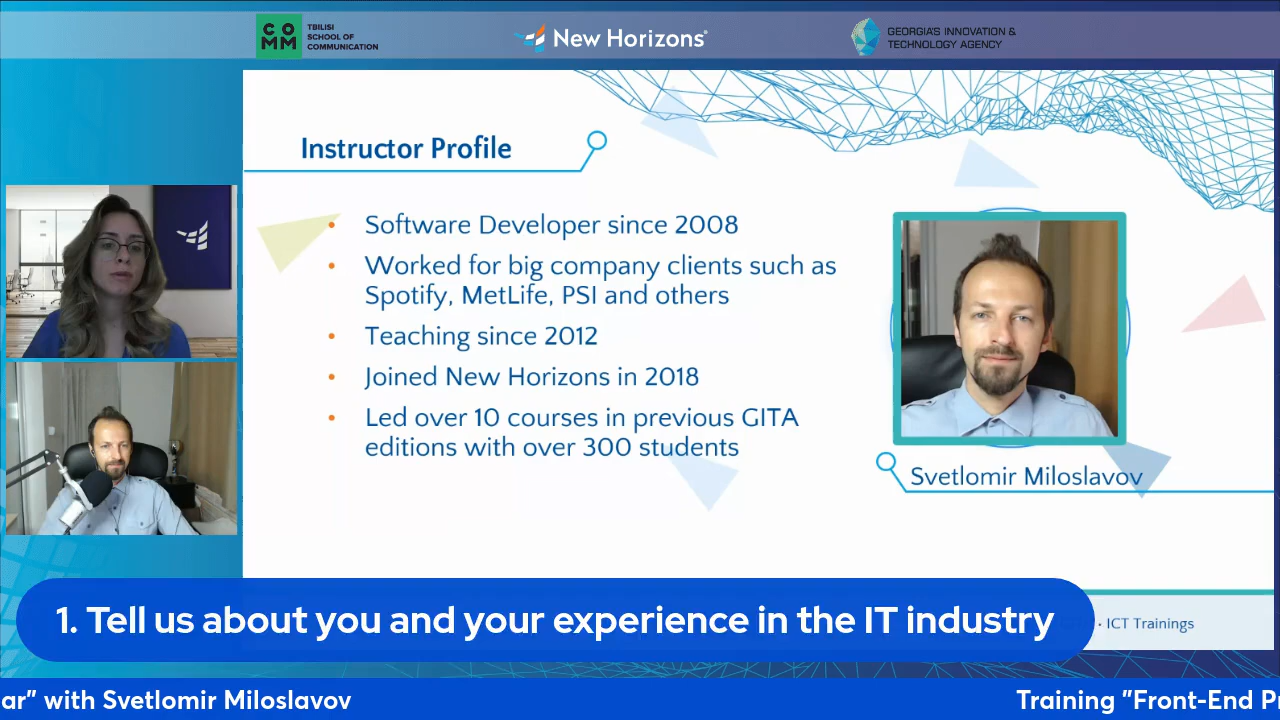 CO
MM
TBILISI
SCHOOL OF
COMMUNICATION
New Horizons®
GEORGIA'S INNOVATION &
TECHNOLOGY AGENCY
Instructor Profile
• Software Developer since 2008
• Worked for big company clients such as
Spotify, MetLife, PSI and others
• Teaching since 2012
• Joined New Horizons in 2018
• Led over 10 courses in previous GITA
editions with over 300 students
Svetlomir Miloslavov
1. Tell us about you and your experience in the IT industry
· ICT Trainings
ar" with Svetlomir Miloslavov
Training "Front-End Pr